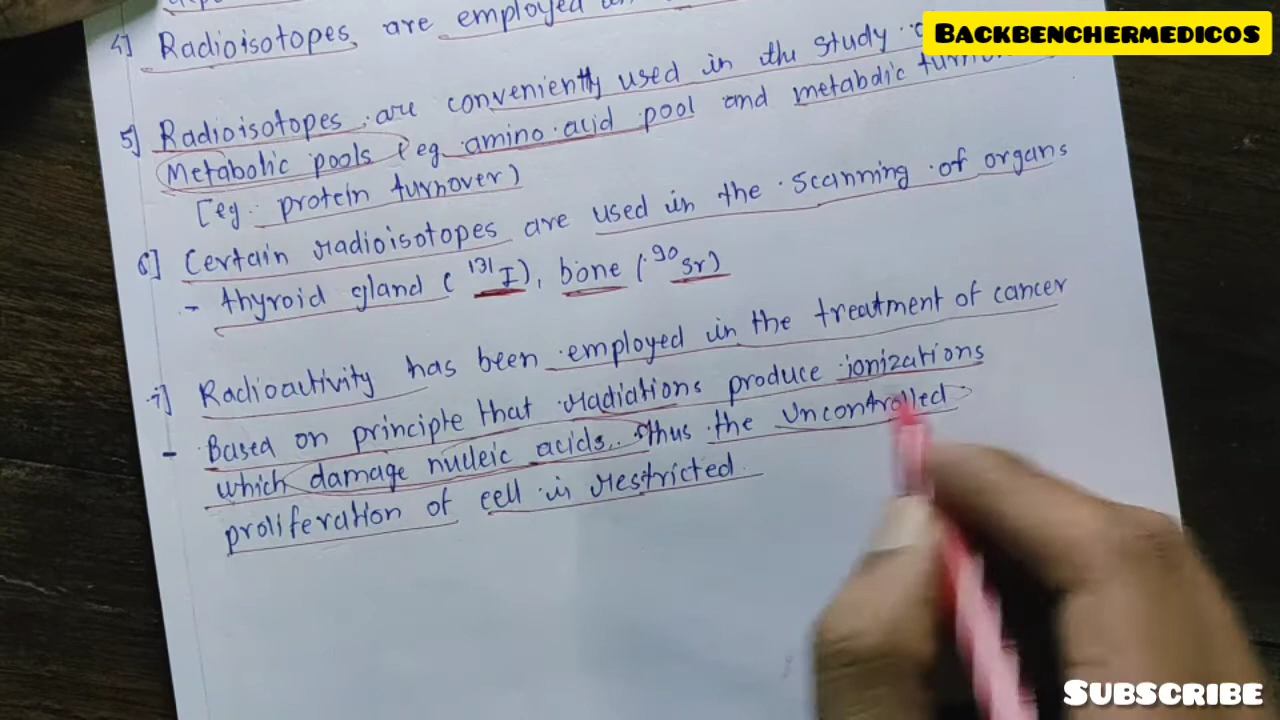 BACKBENCHERMEDICOS
4] Radioisotopes are employed in
5] Radioisotopes are conveniently used in the study
Metabolic pools (eg amino acid pool and metabolic turnover
[eg. protein turnover)
6] Certain radioisotopes are used in the scanning of organs
- thyroid gland (131I), bone (90Sr)
7] Radioactivity has been employed in the treatment of cancer
- Based on principle that radiations produce ionizations
which damage nucleic acids. Thus the uncontrolled
proliferation of cell is restricted
SUBSCRIBE